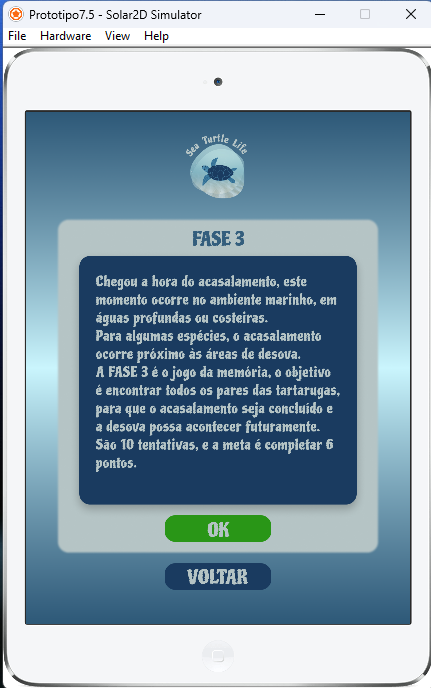 Prototipo7.5 - Solar2D Simulator
File Hardware View Help
Sea Turtle Life
FASE 3
Chegou a hora do acasalamento, este
momento ocorre no ambiente marinho, em
águas profundas ou costeiras.
Para algumas espécies, o acasalamento
ocorre próximo às áreas de desova.
A FASE 3 é o jogo da memória, o objetivo
é encontrar todos os pares das tartarugas,
para que o acasalamento seja concluído e
a desova possa acontecer futuramente.
São 10 tentativas, e a meta é completar 6
pontos.
OK
VOLTAR